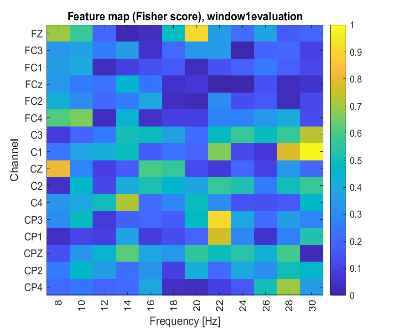 Feature map (Fisher score), window1evaluation
FZ
FC3
FC1
FCz
FC2
FC4
C3
C1
CZ
C2
C4
CP3
CP1
CPZ
CP2
CP4
Channel
8 10 12 14 16 18 20 22 24 26 28 30
Frequency [Hz]
1
0.9
0.8
0.7
0.6
0.5
0.4
0.3
0.2
0.1
0